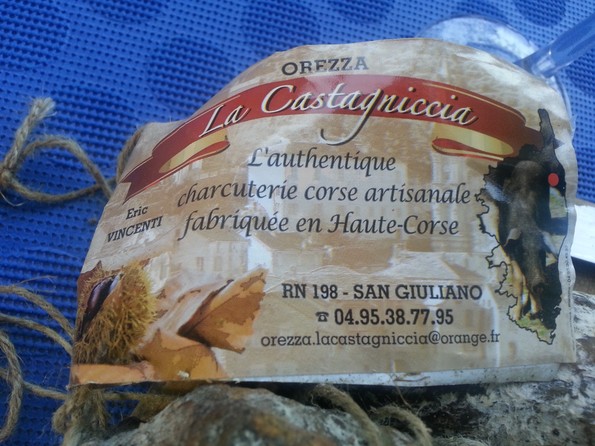 OREZZA
La Castagniccia
L'authentique
charcuterie corse artisanale
fabriquée en Haute-Corse
Eric
VINCENTI
RN 198 - SAN GIULIANO
☎ 04.95.38.77.95
orezza.lacastagniccia@orange.fr